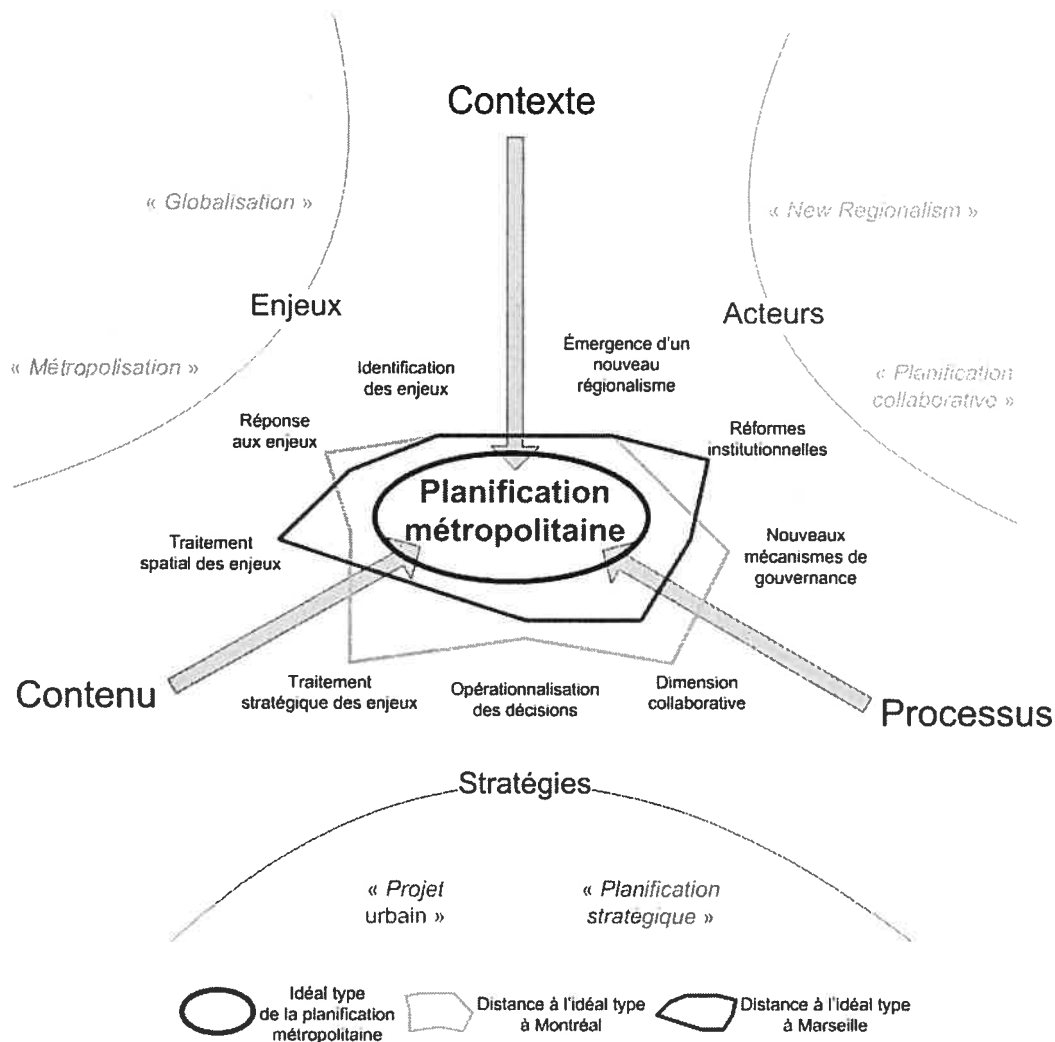 Contexte
« Globalisation »
« New Regionalism »
Enjeux
Acteurs
« Métropolisation »
« Planification
collaborative »
Identification
des enjeux
Émergence d'un
nouveau
régionalisme
Réponse
aux enjeux
Réformes
institutionnelles
Planification
métropolitaine
Traitement
spatial des enjeux
Nouveaux
mécanismes de
gouvernance
Contenu
Traitement
stratégique des enjeux
Opérationnalisation
des décisions
Dimension
collaborative
Processus
Stratégies
« Projet
urbain »
« Planification
stratégique »
Idéal type
de la planification
métropolitaine
Distance à l'idéal type
à Montréal
Distance à l'idéal type
à Marseille